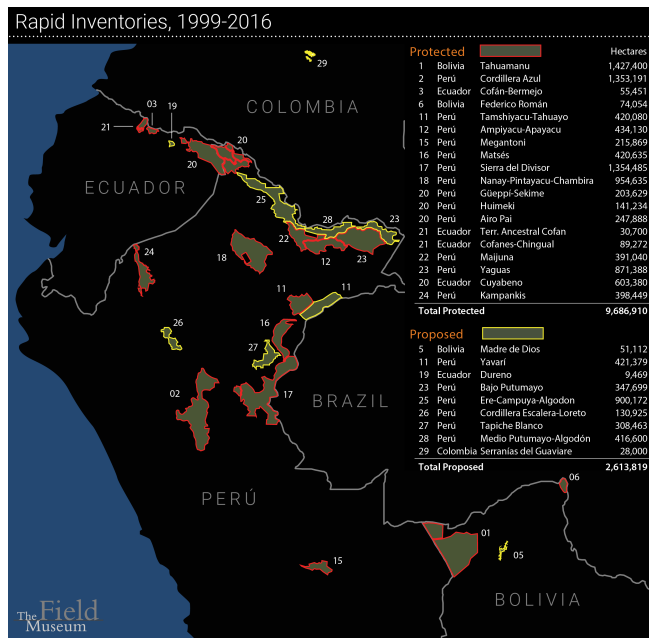 Rapid Inventories, 1999-2016
Protected Hectares
1 Bolivia Tahuamanu 1,427,400
2 Perú Cordillera Azul 1,353,191
3 Ecuador Cofán-Bermejo 55,451
6 Bolivia Federico Román 74,054
11 Perú Tamshiyacu-Tahuayo 420,080
12 Perú Ampiyacu-Apayacu 434,130
15 Perú Megantoni 215,869
16 Perú Matsés 420,635
17 Perú Sierra del Divisor 1,354,485
18 Perú Nanay-Pintayacu-Chambira 954,635
20 Perú Güeppí-Sekime 203,629
20 Perú Huimeki 141,234
20 Perú Airo Pai 247,888
21 Ecuador Terr. Ancestral Cofan 30,700
21 Ecuador Cofanes-Chingual 89,272
22 Perú Maijuna 391,040
23 Perú Yaguas 871,388
20 Ecuador Cuyabeno 603,380
24 Perú Kampankis 398,449
Total Protected 9,686,910
Proposed
5 Bolivia Madre de Dios 51,112
11 Perú Yavarí 421,379
19 Ecuador Dureno 9,469
23 Perú Bajo Putumayo 347,699
25 Perú Ere-Campuya-Algodon 900,172
26 Perú Cordillera Escalera-Loreto 130,925
27 Perú Tapiche Blanco 308,463
28 Perú Medio Putumayo-Algodón 416,600
29 Colombia Serranías del Guaviare 28,000
Total Proposed 2,613,819
29
COLOMBIA
03
19
21
20
20
ECUADOR
25
28
23
22
12
23
18
24
11
11
26
16
27
02
17
BRAZIL
PERÚ
06
01
05
15
BOLIVIA
The Field
Museum